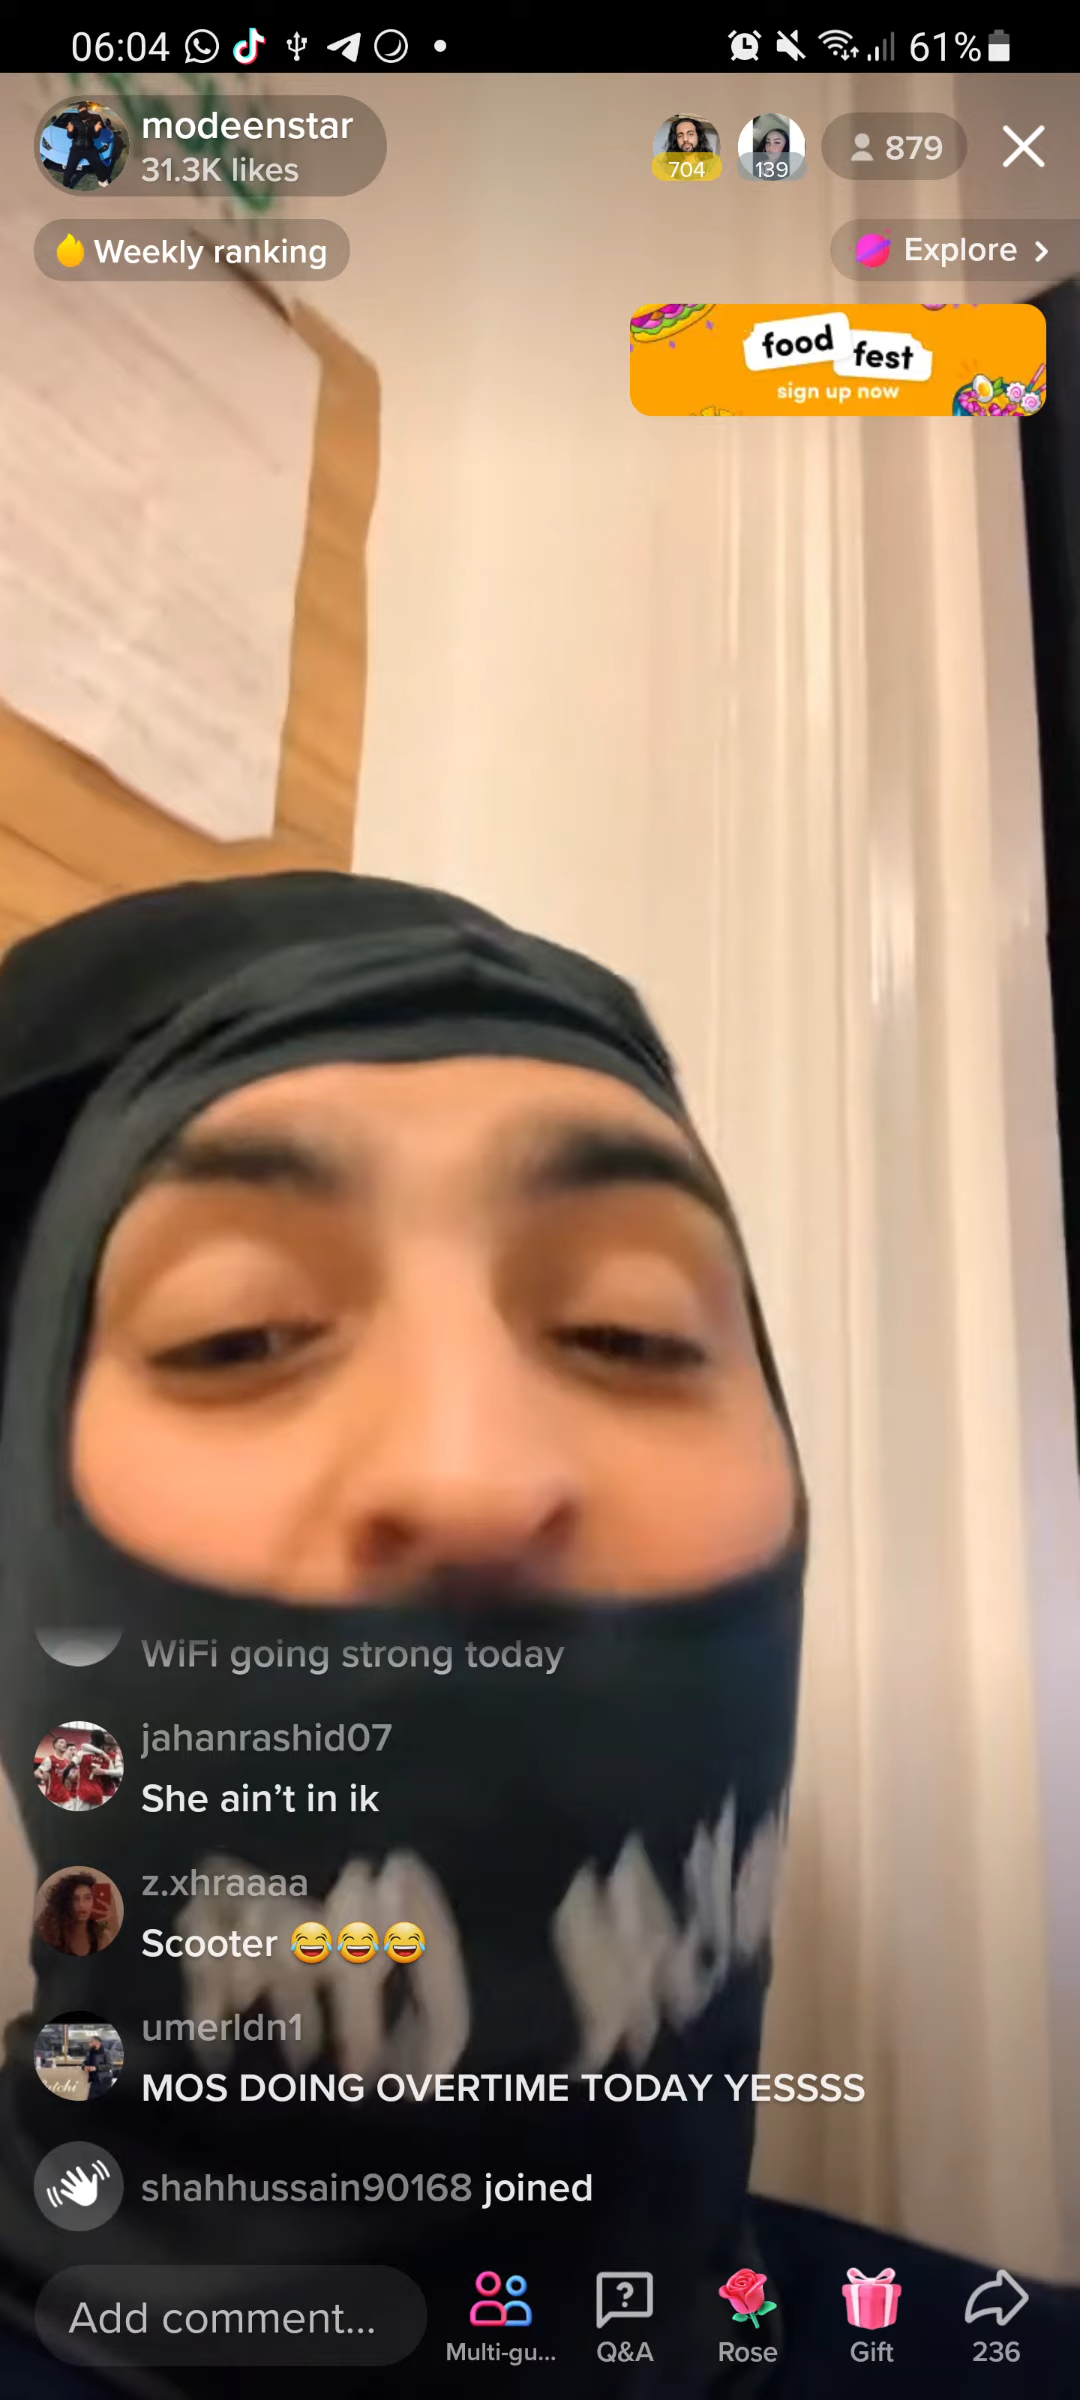 06:04
61%
modeenstar
31.3K likes
704
139
879
Weekly ranking
Explore
food fest
sign up now
WiFi going strong today
jahanrashid07
She ain’t in ik
z.xhraaaa
Scooter 😂😂😂
umerldn1
MOS DOING OVERTIME TODAY YESSSS
shahhussain90168 joined
Add comment...
Multi-gu...
Q&A
Rose
Gift
236